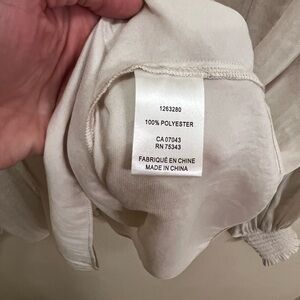 1263280
100% POLYESTER
CA 07043
RN 75343
FABRIQUÉ EN CHINE
MADE IN CHINA